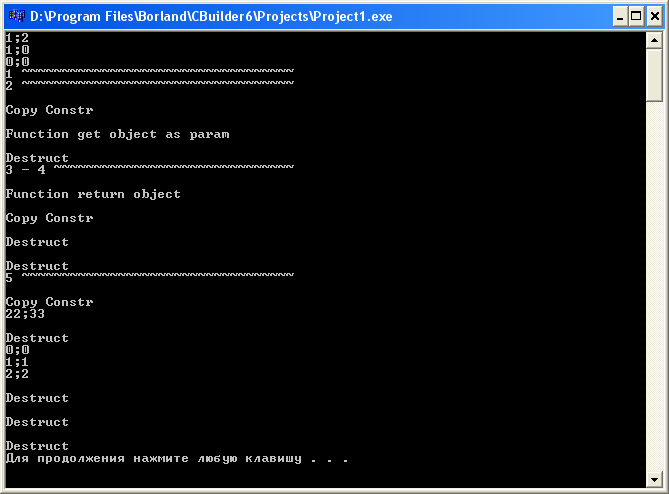 D:\Program Files\Borland\CBuilder6\Projects\Project1.exe
1;2
1;0
0;0
1 ~~~~~~~~~~~~~~~~~~~~~~~~~~~~~~~~~~
2 ~~~~~~~~~~~~~~~~~~~~~~~~~~~~~~~~~~
Copy Constr
Function get object as param
Destruct
3 - 4 ~~~~~~~~~~~~~~~~~~~~~~~~~~~~~~
Function return object
Copy Constr
Destruct
Destruct
5 ~~~~~~~~~~~~~~~~~~~~~~~~~~~~~~~~~~
Copy Constr
22;33
Destruct
0;0
1;1
2;2
Destruct
Destruct
Destruct
Для продолжения нажмите любую клавишу . . .